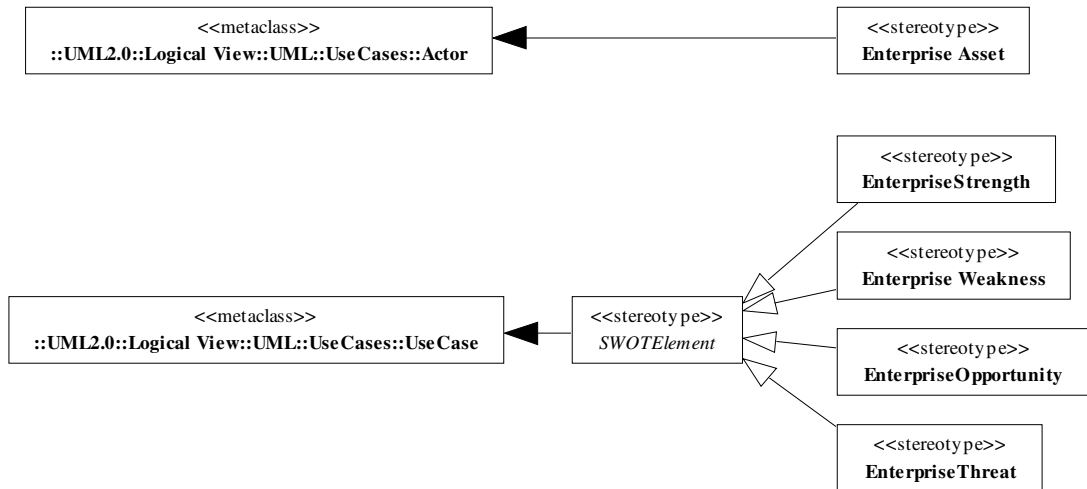 <<metaclass>>
::UML2.0::Logical View::UML::UseCases::Actor
<<stereotype>>
Enterprise Asset
<<stereotype>>
EnterpriseStrength
<<stereotype>>
Enterprise Weakness
<<metaclass>>
::UML2.0::Logical View::UML::UseCases::UseCase
<<stereotype>>
SWOTElement
<<stereotype>>
EnterpriseOpportunity
<<stereotype>>
EnterpriseThreat